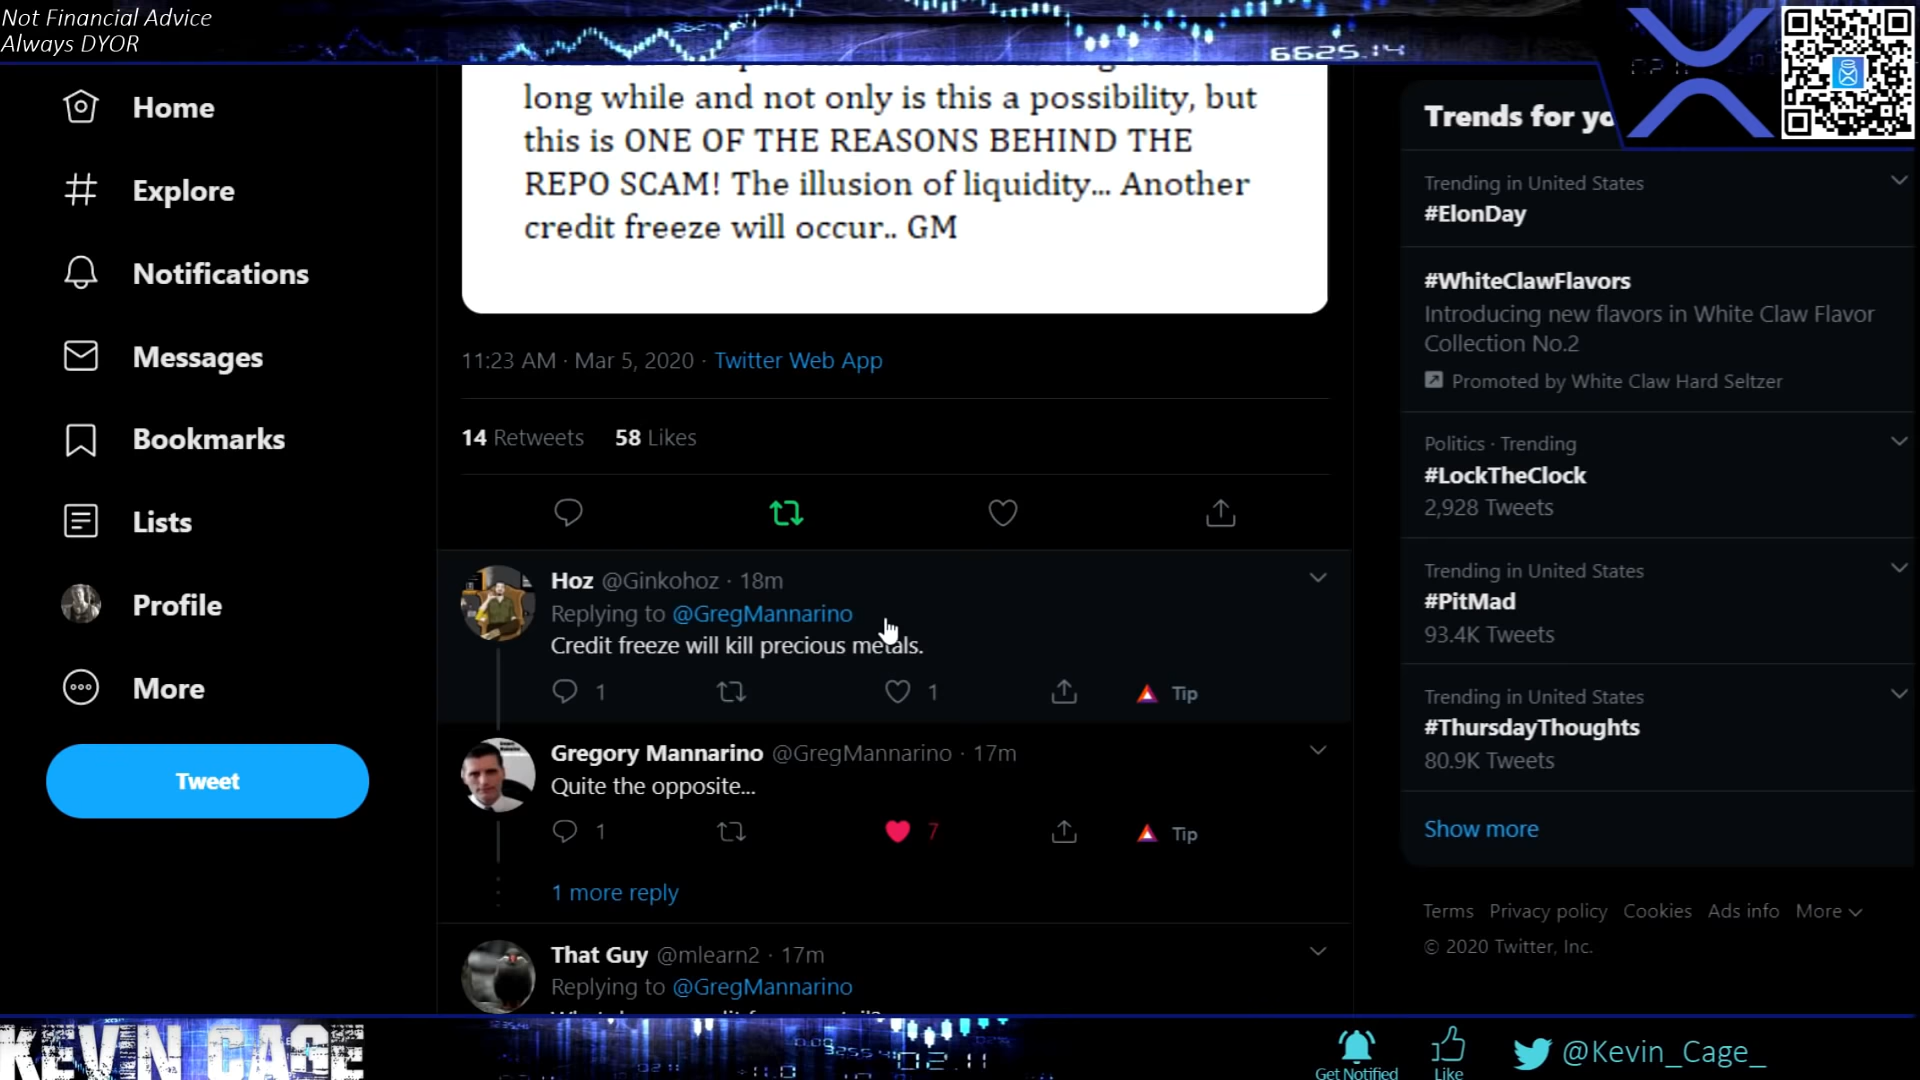 Not Financial Advice
Always DYOR
6625.14
Home
Explore
Notifications
Messages
Bookmarks
Lists
Profile
More
Tweet
long while and not only is this a possibility, but
this is ONE OF THE REASONS BEHIND THE
REPO SCAM! The illusion of liquidity... Another
credit freeze will occur.. GM
11:23 AM · Mar 5, 2020 · Twitter Web App
14 Retweets 58 Likes
Hoz @Ginkohoz · 18m
Replying to @GregMannarino
Credit freeze will kill precious metals.
1 1 Tip
Gregory Mannarino @GregMannarino · 17m
Quite the opposite...
1 7 Tip
1 more reply
That Guy @mlearn2 · 17m
Replying to @GregMannarino
Trends for yo
Trending in United States
#ElonDay
#WhiteClawFlavors
Introducing new flavors in White Claw Flavor
Collection No.2
Promoted by White Claw Hard Seltzer
Politics · Trending
#LockTheClock
2,928 Tweets
Trending in United States
#PitMad
93.4K Tweets
Trending in United States
#ThursdayThoughts
80.9K Tweets
Show more
Terms Privacy policy Cookies Ads info More
© 2020 Twitter, Inc.
KEVIN CAGE
02.11
Get Notified
Like
@Kevin_Cage_